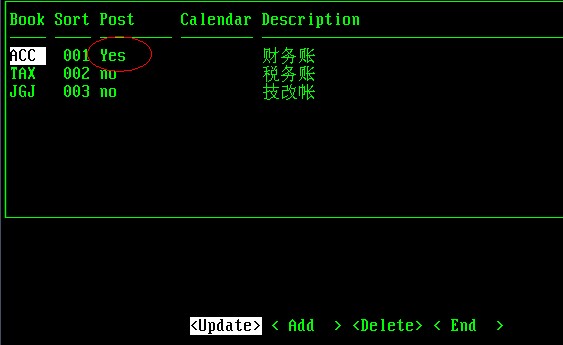 Book Sort Post Calendar Description
ACC 001 Yes 财务账
TAX 002 no 税务账
JGJ 003 no 技改帐
<Update> < Add > <Delete> < End >